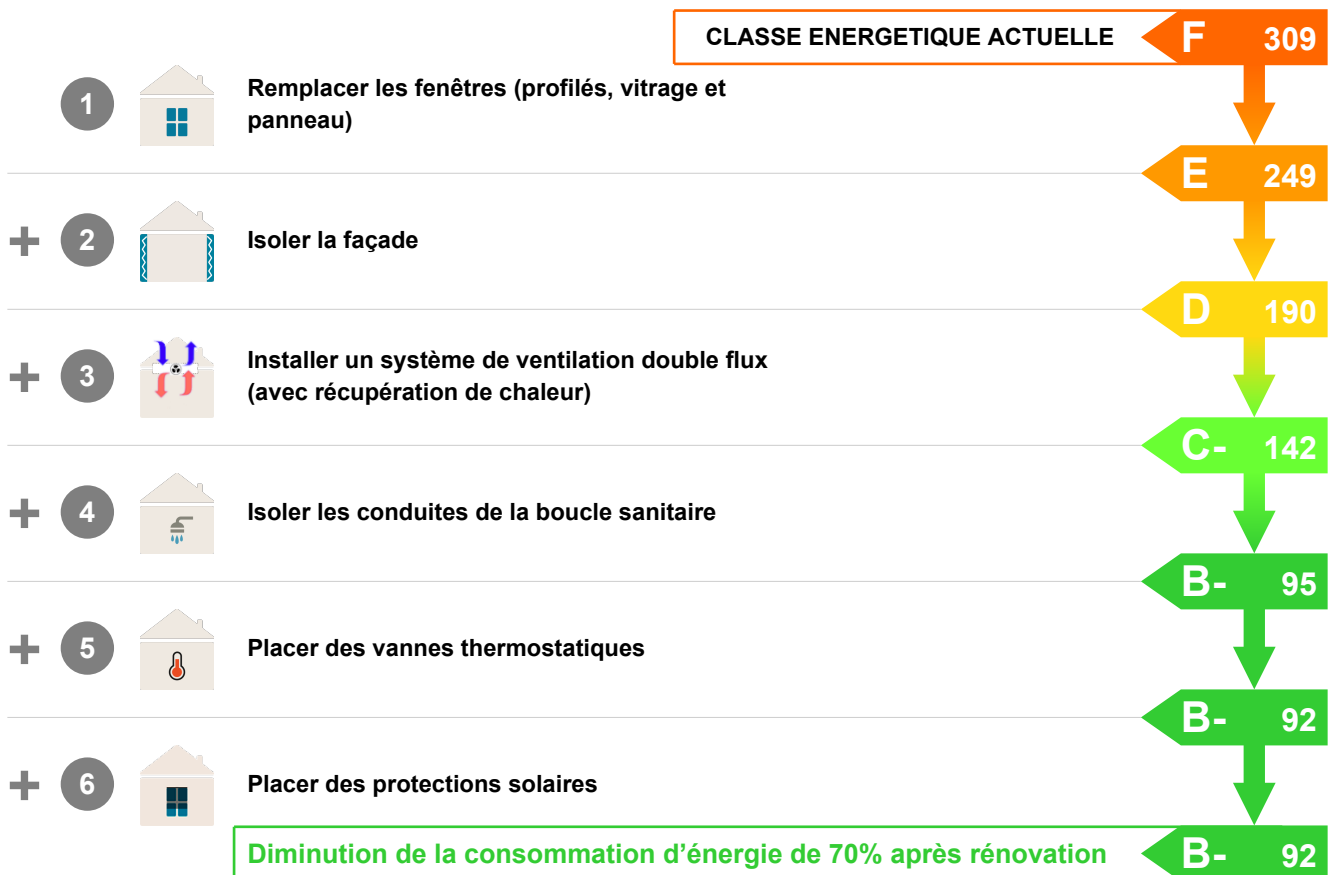 CLASSE ENERGETIQUE ACTUELLE F 309
1 Remplacer les fenêtres (profilés, vitrage et
panneau)
E 249
+ 2 Isoler la façade
D 190
+ 3 Installer un système de ventilation double flux
(avec récupération de chaleur)
C- 142
+ 4 Isoler les conduites de la boucle sanitaire
B- 95
+ 5 Placer des vannes thermostatiques
B- 92
+ 6 Placer des protections solaires
Diminution de la consommation d’énergie de 70% après rénovation B- 92